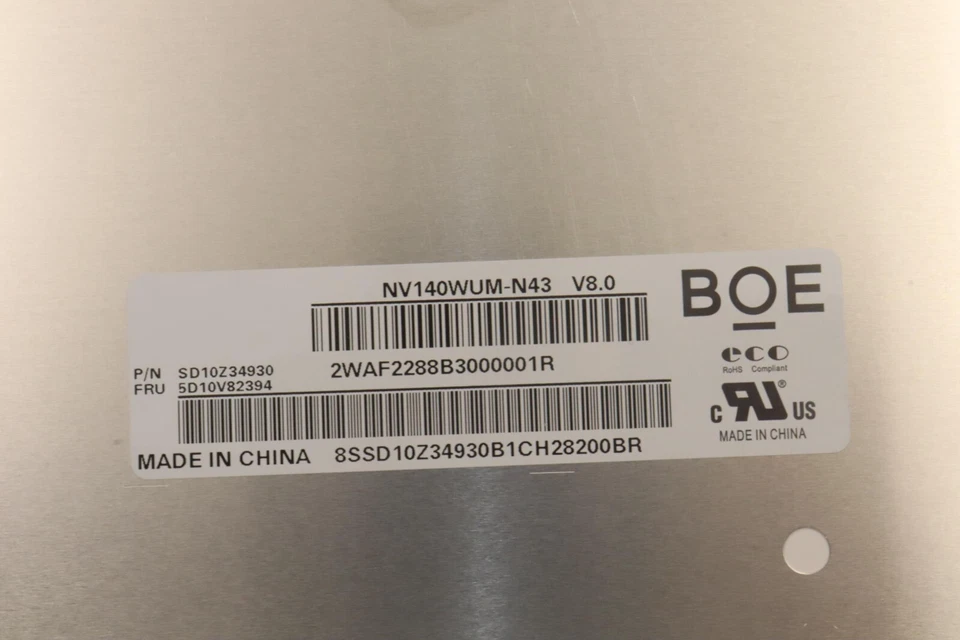 NV140WUM-N43 V8.0
BOE
P/N SD10Z34930
FRU 5D10V82394
2WAF2288B3000001R
eco
RoHS Compliant
c RU ® US
MADE IN CHINA
MADE IN CHINA 8SSD10Z34930B1CH28200BR